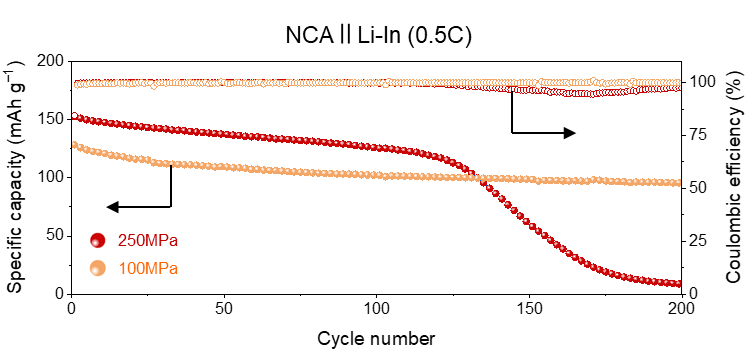 NCA || Li-In (0.5C)
Specific capacity (mAh g⁻¹)
200
150
100
50
0
250MPa
100MPa
100
75
50
25
0
Coulombic efficiency (%)
0
50
100
150
200
Cycle number